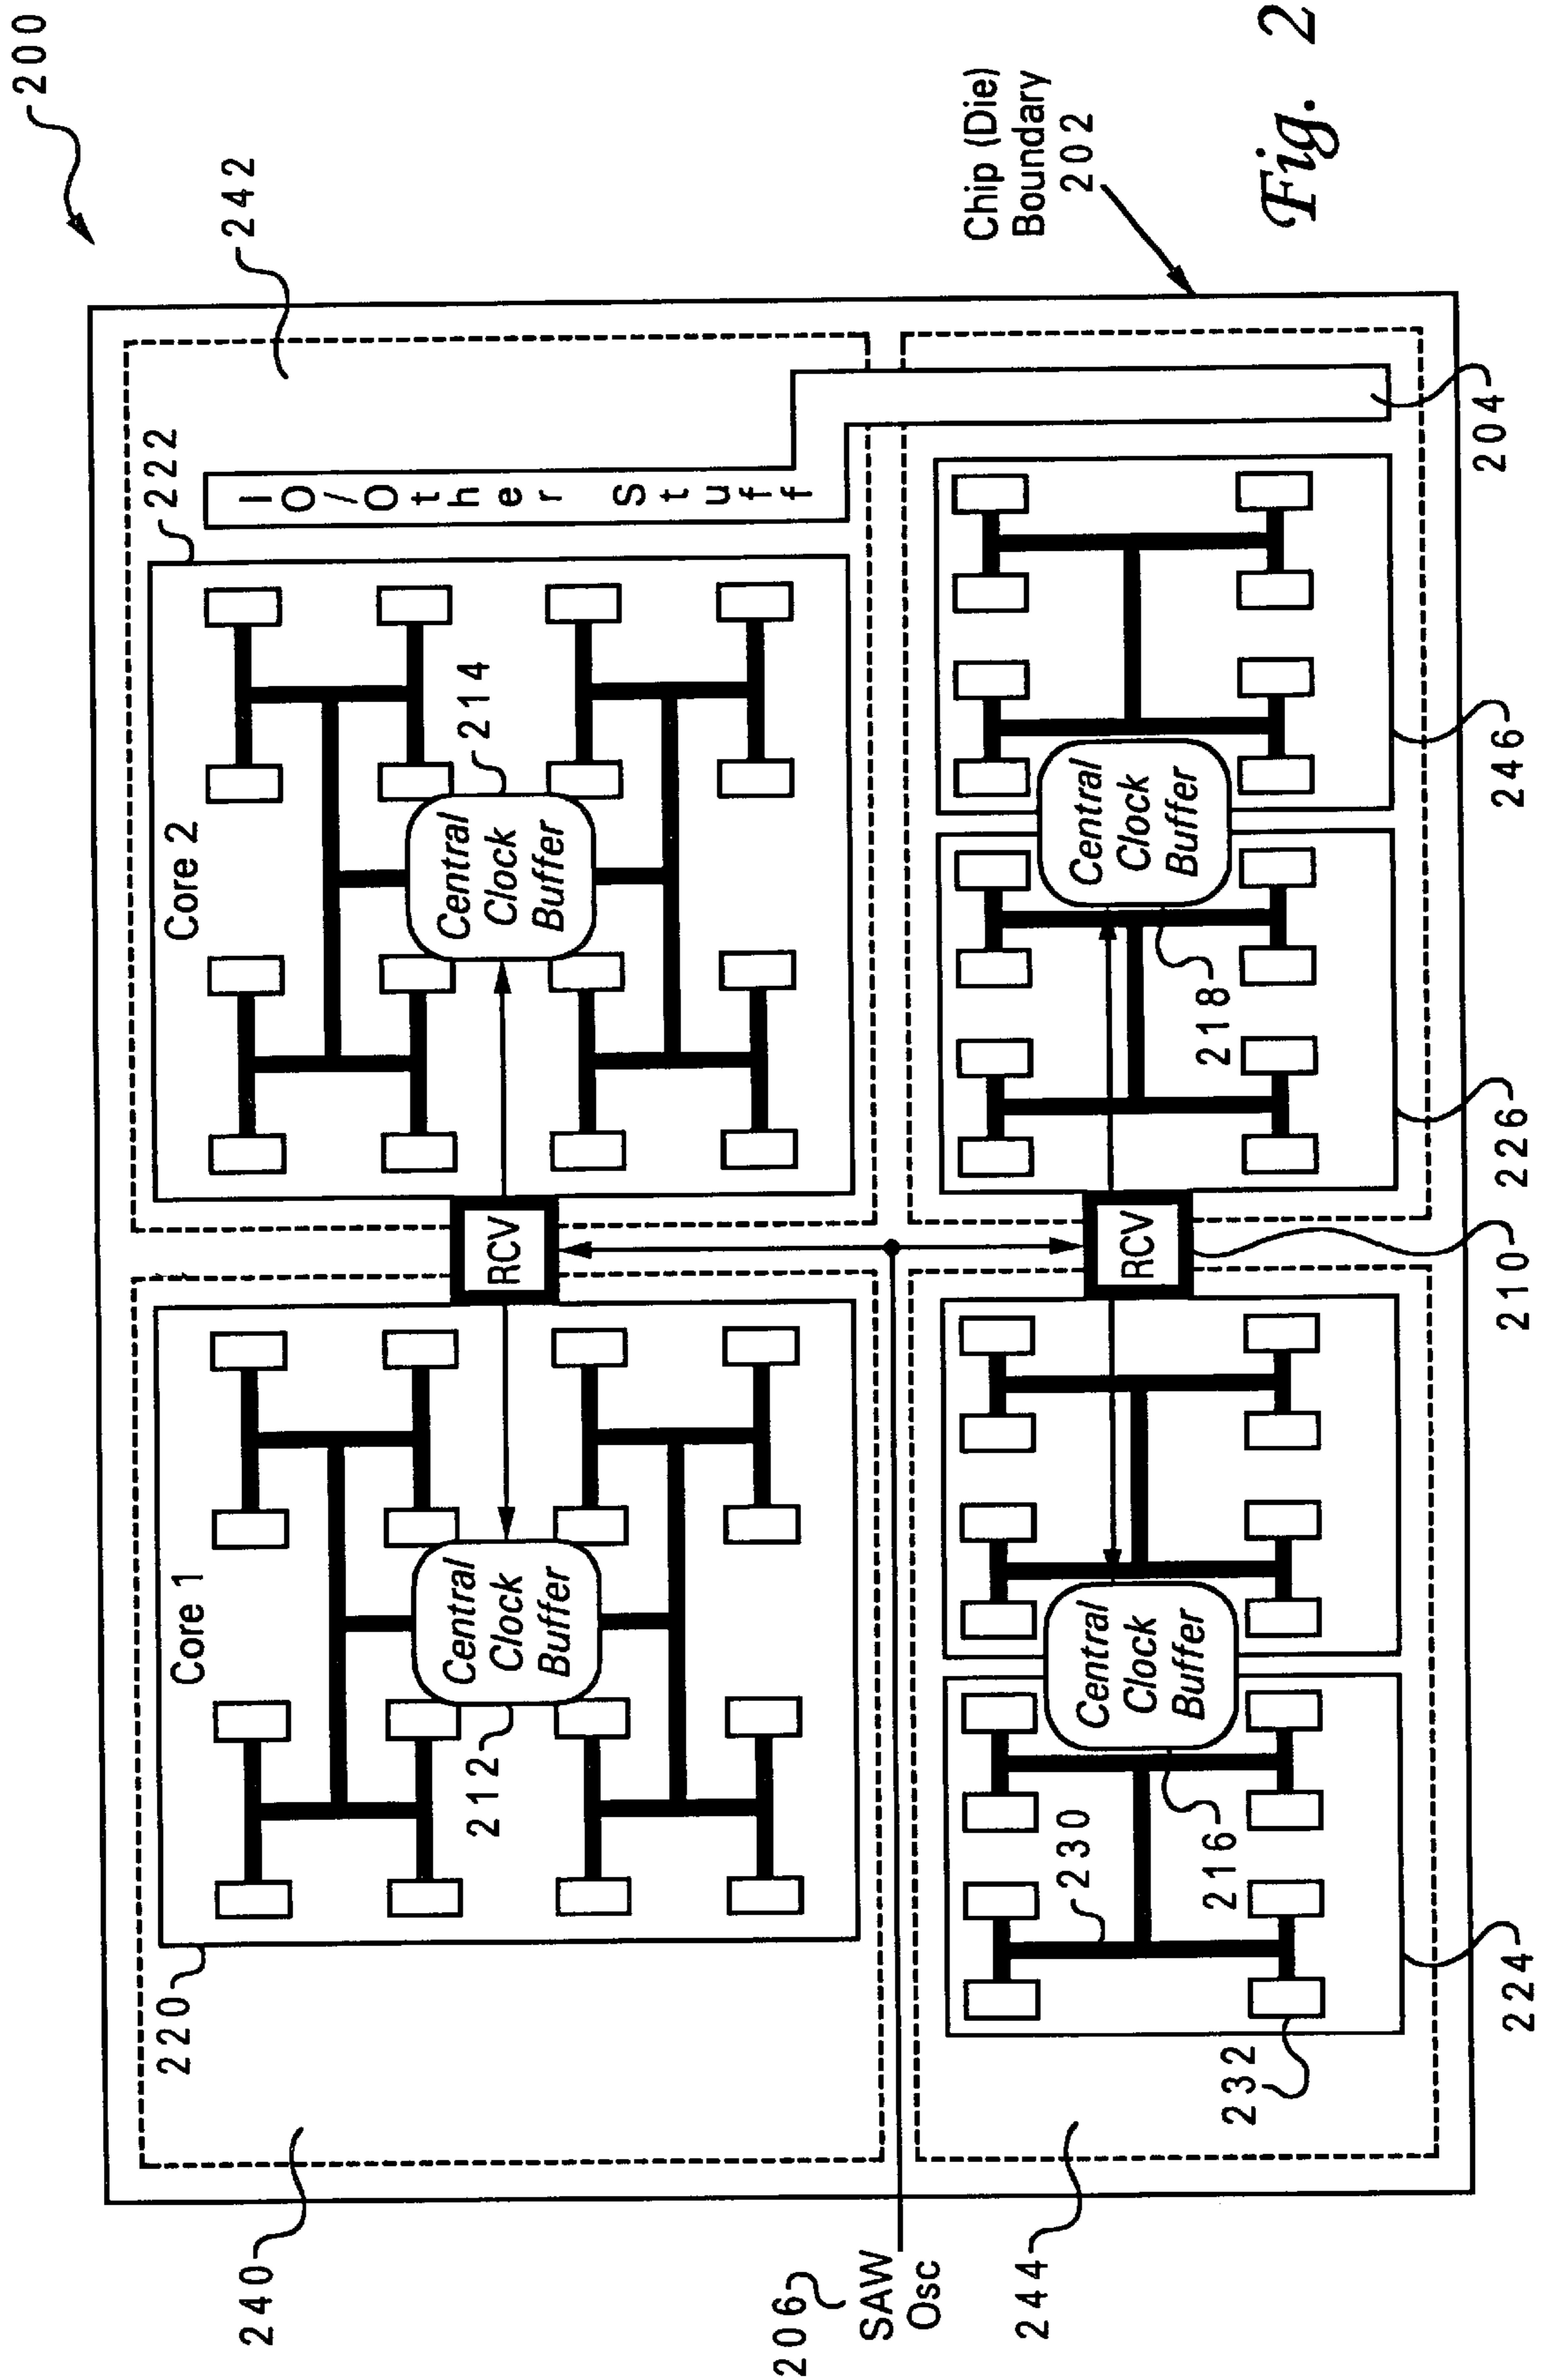 200
242
222
Core 2
214
Central
Clock
Buffer
IO/Other Stuff
Chip (Die)
Boundary
202
Fig. 2
204
Central
Clock
Buffer
246
218
226
RCV
RCV
210
Core 1
Central
Clock
Buffer
212
220
Central
Clock
Buffer
230
216
224
232
240
206
SAW
Osc
244